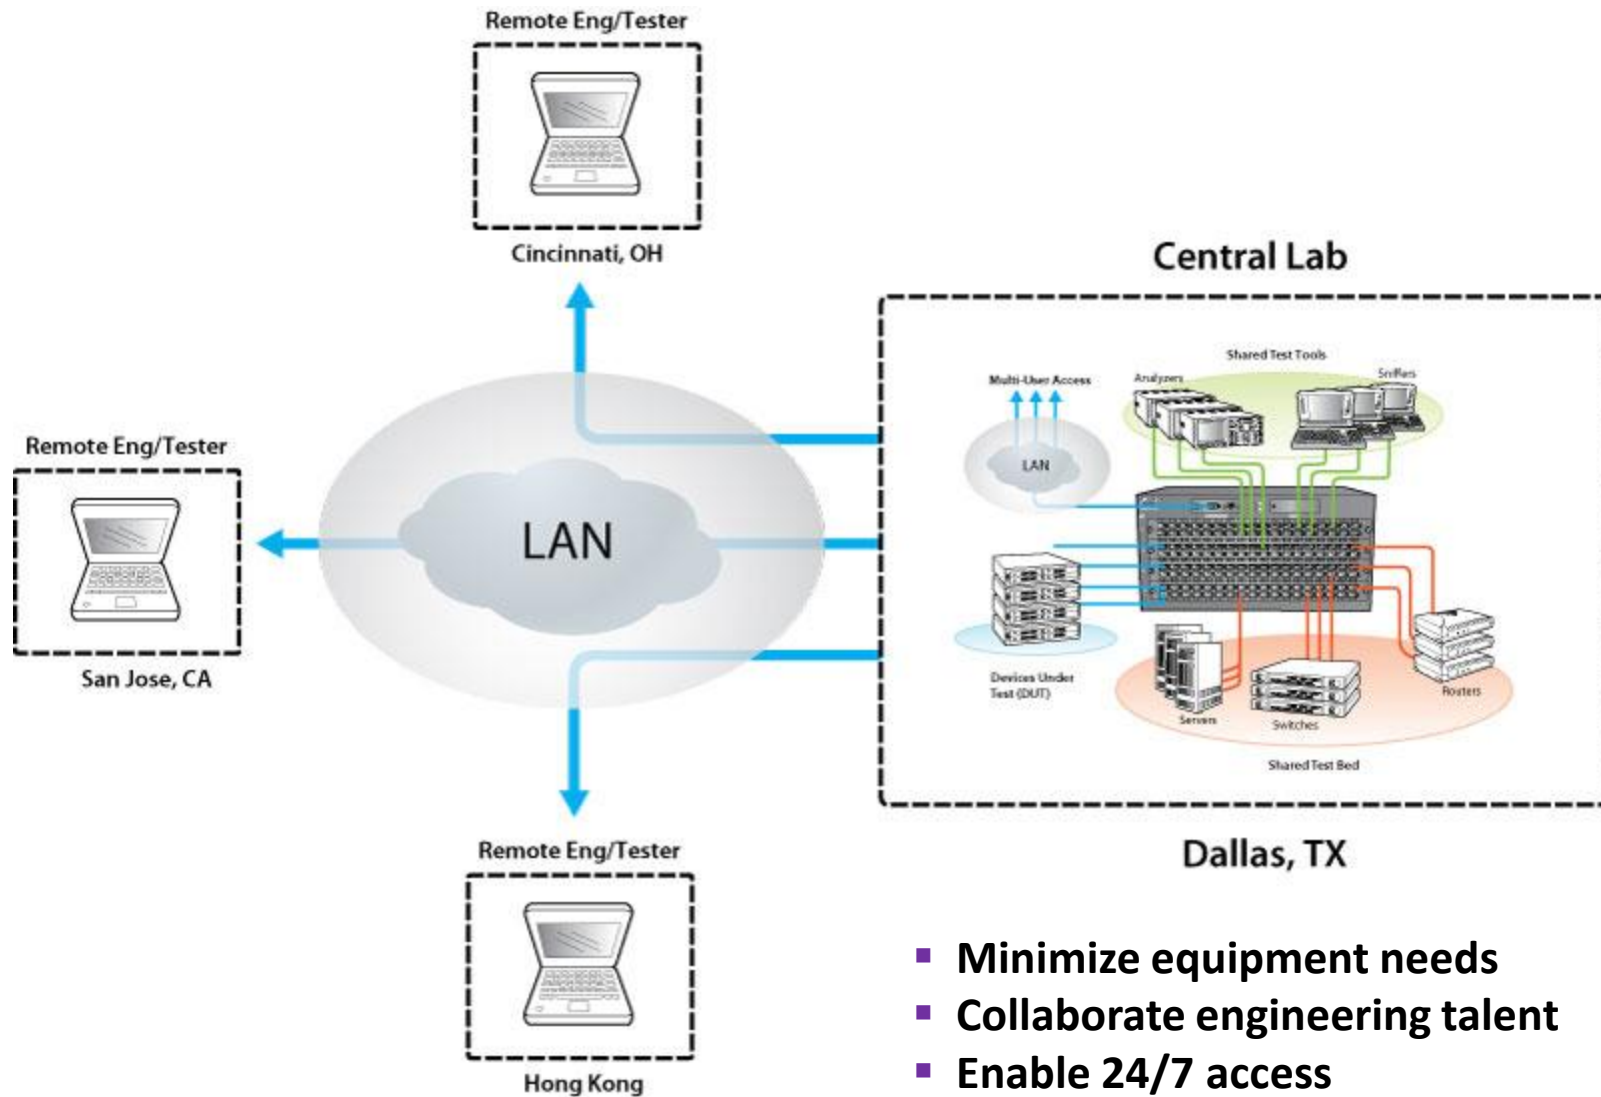 Remote Eng/Tester
Cincinnati, OH
Remote Eng/Tester
San Jose, CA
LAN
Remote Eng/Tester
Hong Kong
Central Lab
Shared Test Tools
Multi-User Access
Analyzers
Sniffers
LAN
Devices Under
Test (DUT)
Servers
Switches
Routers
Shared Test Bed
Dallas, TX
▪ Minimize equipment needs
▪ Collaborate engineering talent
▪ Enable 24/7 access